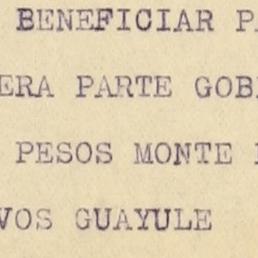 BENEFICIAR P
ERA PARTE GOB
PESOS MONTE
VOS GUAYULE